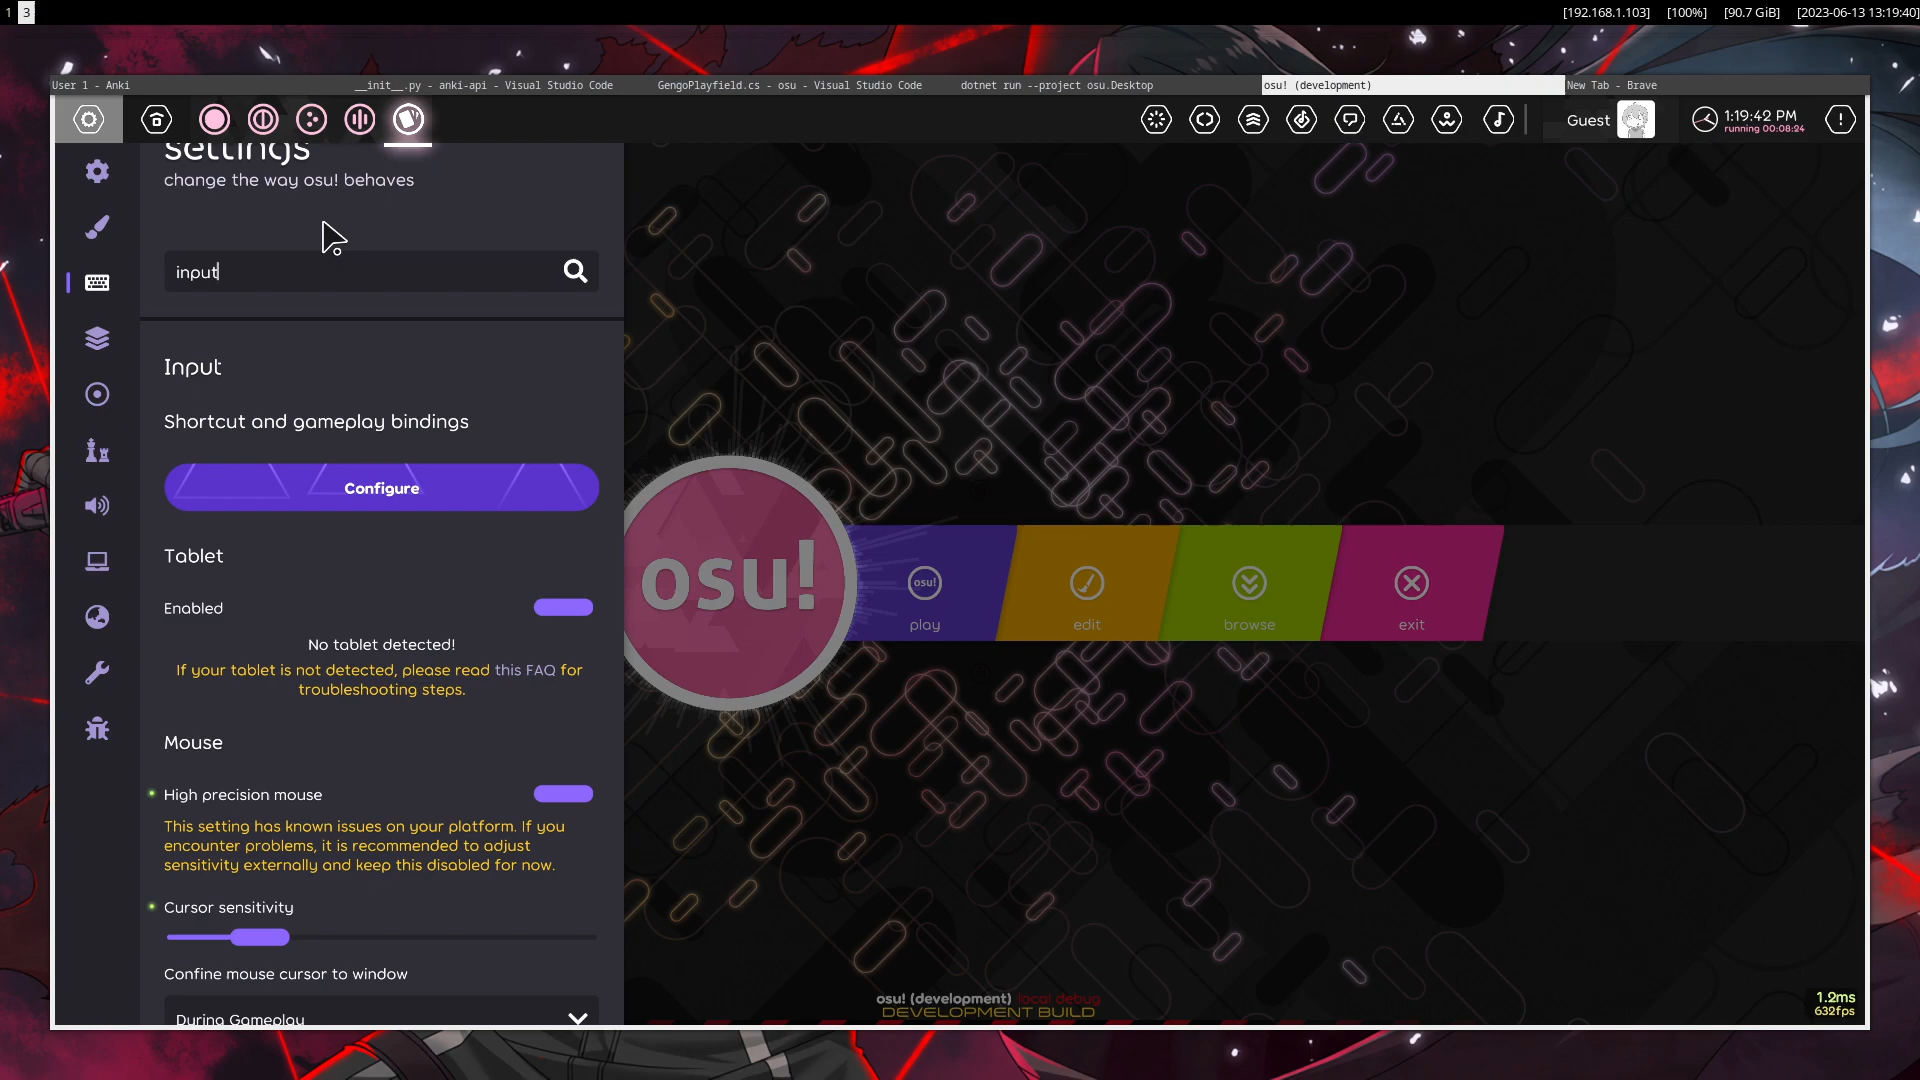 1 3 [192.168.1.103] [100%] [90.7 GiB] [2023-06-13 13:19:40]
User 1 - Anki __init__.py - anki-api - Visual Studio Code GengoPlayfield.cs - osu - Visual Studio Code dotnet run --project osu.Desktop osu! (development) New Tab - Brave
Guest 1:19:42 PM
running 00:08:24
settings
change the way osu! behaves
input
Input
Shortcut and gameplay bindings
Configure
Tablet
Enabled
No tablet detected!
If your tablet is not detected, please read this FAQ for
troubleshooting steps.
Mouse
High precision mouse
This setting has known issues on your platform. If you
encounter problems, it is recommended to adjust
sensitivity externally and keep this disabled for now.
Cursor sensitivity
Confine mouse cursor to window
During Gameplay
osu!
osu!
play edit browse exit
osu! (development) local debug
DEVELOPMENT BUILD
1.2ms
632fps